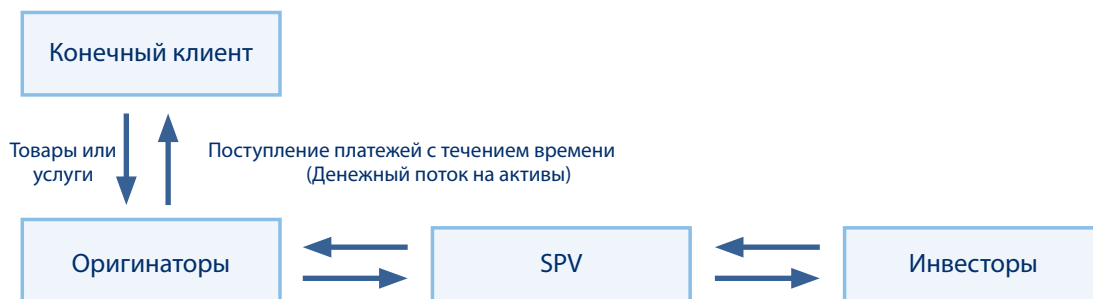 Конечный клиент
Товары или
услуги
Поступление платежей с течением времени
(Денежный поток на активы)
Оригинаторы
SPV
Инвесторы